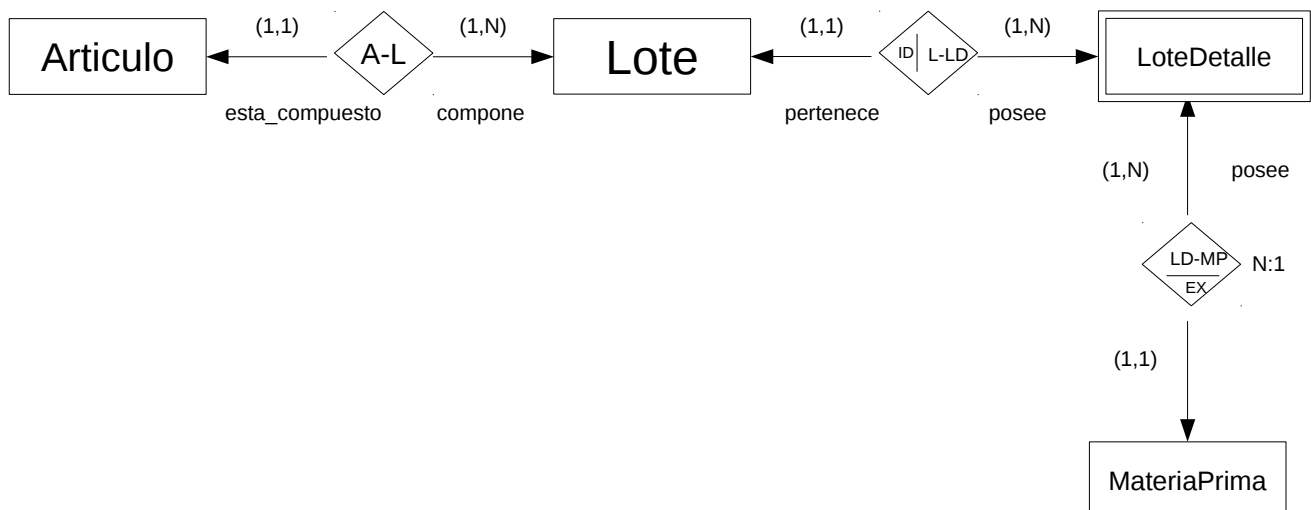 (1,1) (1,N) (1,1) (1,N)
Articulo A-L Lote ID L-LD LoteDetalle
esta_compuesto compone pertenece posee
(1,N) posee
LD-MP N:1
EX
(1,1)
MateriaPrima